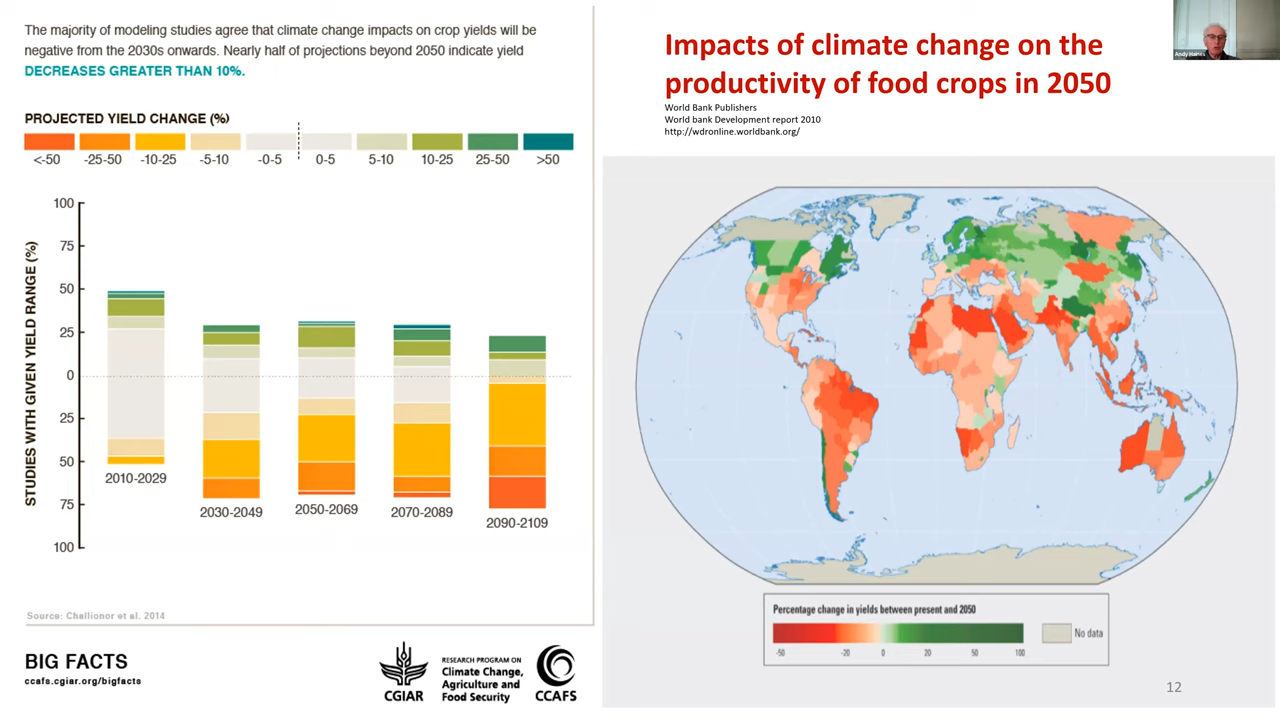 The majority of modeling studies agree that climate change impacts on crop yields will be
negative from the 2030s onwards. Nearly half of projections beyond 2050 indicate yield
DECREASES GREATER THAN 10%.
PROJECTED YIELD CHANGE (%)
<-50 -25-50 -10-25 -5-10 -0-5 0-5 5-10 10-25 25-50 >50
STUDIES WITH GIVEN YIELD RANGE (%)
100
75
50
25
0
25
50
75
100
2010-2029
2030-2049
2050-2069
2070-2089
2090-2109
Source: Challionor et al. 2014
BIG FACTS
ccafs.cgiar.org/bigfacts
CGIAR
RESEARCH PROGRAM ON
Climate Change,
Agriculture and
Food Security
CCAFS
Impacts of climate change on the
productivity of food crops in 2050
World Bank Publishers
World bank Development report 2010
http://wdronline.worldbank.org/
Andy Haines
Percentage change in yields between present and 2050
-50 -20 0 20 50 100
No data
12